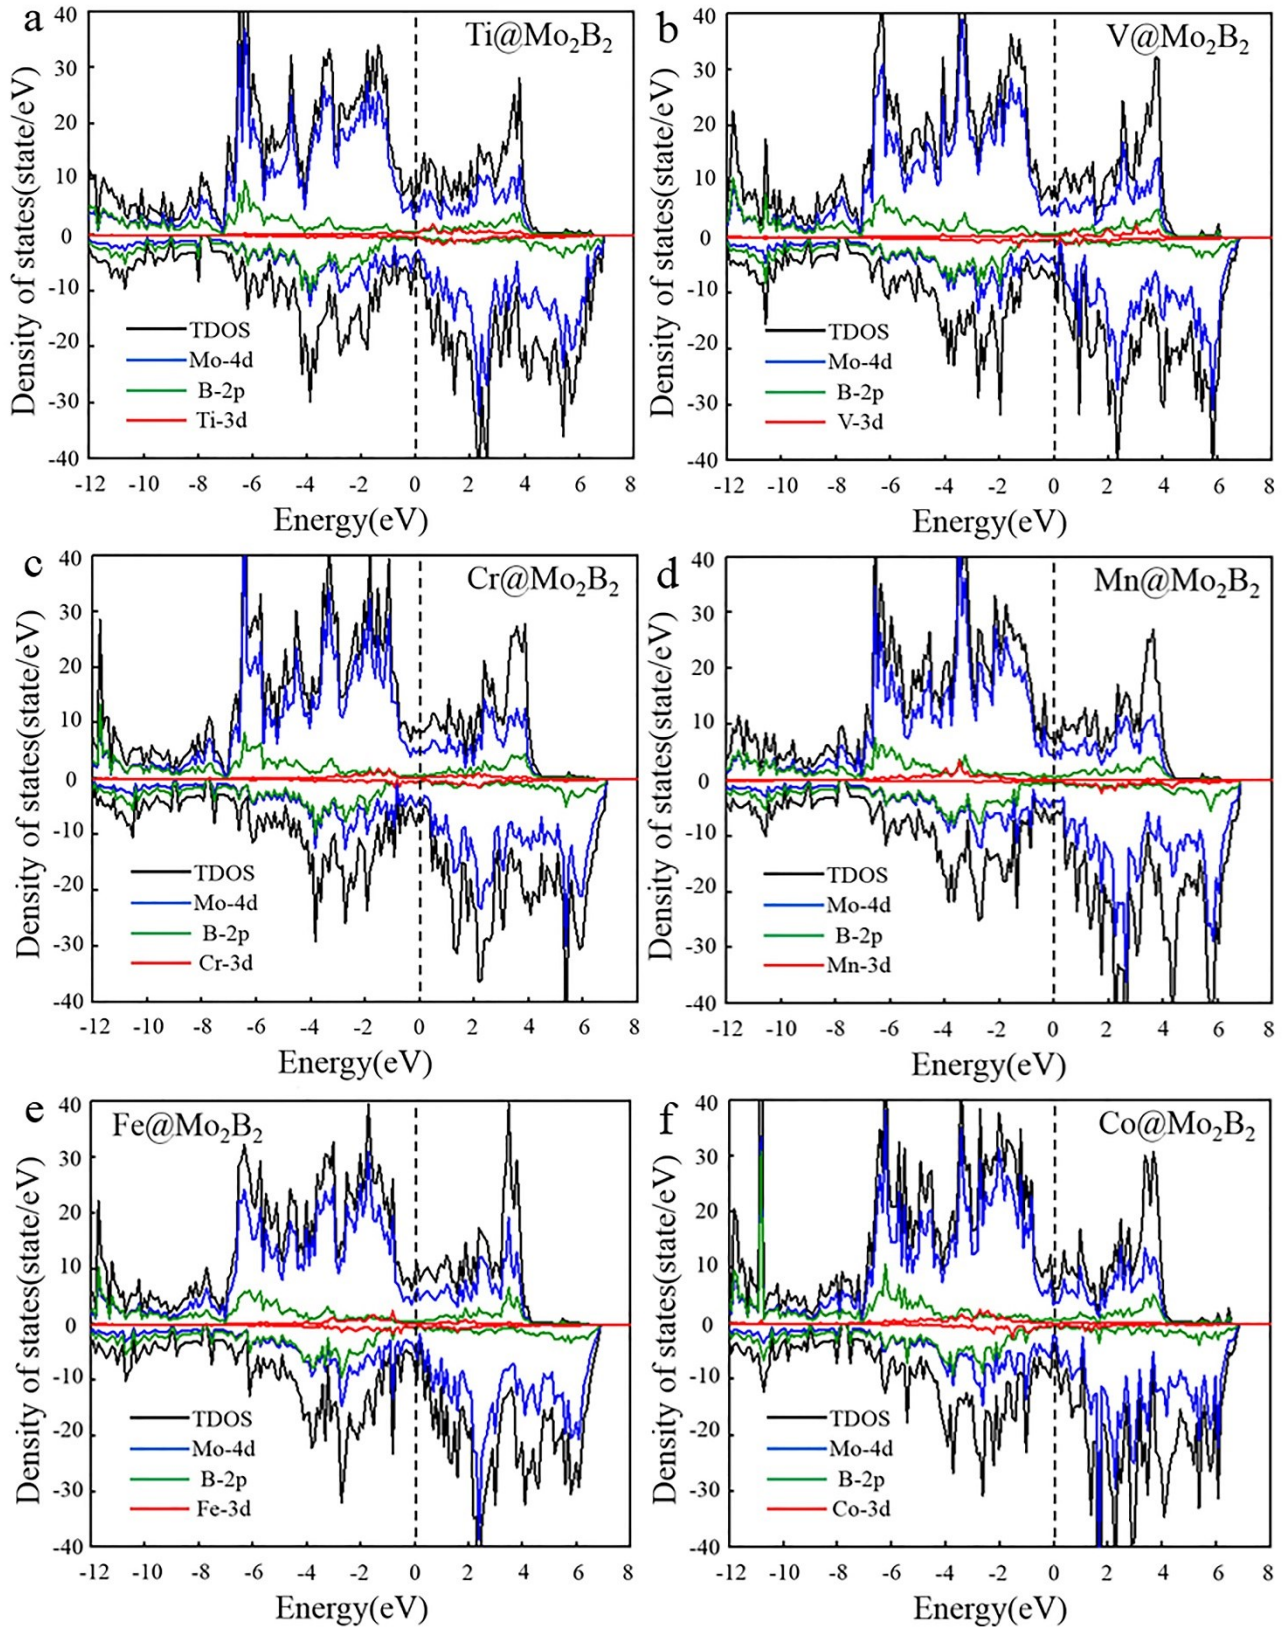 a
Ti@Mo₂B₂
Density of states(state/eV)
40
30
20
10
0
-10
-20
-30
-40
TDOS
Mo-4d
B-2p
Ti-3d
-12 -10 -8 -6 -4 -2 0 2 4 6 8
Energy(eV)
b
V@Mo₂B₂
Density of states(state/eV)
40
30
20
10
0
-10
-20
-30
-40
TDOS
Mo-4d
B-2p
V-3d
-12 -10 -8 -6 -4 -2 0 2 4 6 8
Energy(eV)
c
Cr@Mo₂B₂
Density of states(state/eV)
40
30
20
10
0
-10
-20
-30
-40
TDOS
Mo-4d
B-2p
Cr-3d
-12 -10 -8 -6 -4 -2 0 2 4 6 8
Energy(eV)
d
Mn@Mo₂B₂
Density of states(state/eV)
40
30
20
10
0
-10
-20
-30
-40
TDOS
Mo-4d
B-2p
Mn-3d
-12 -10 -8 -6 -4 -2 0 2 4 6 8
Energy(eV)
e
Fe@Mo₂B₂
Density of states(state/eV)
40
30
20
10
0
-10
-20
-30
-40
TDOS
Mo-4d
B-2p
Fe-3d
-12 -10 -8 -6 -4 -2 0 2 4 6 8
Energy(eV)
f
Co@Mo₂B₂
Density of states(state/eV)
40
30
20
10
0
-10
-20
-30
-40
TDOS
Mo-4d
B-2p
Co-3d
-12 -10 -8 -6 -4 -2 0 2 4 6 8
Energy(eV)